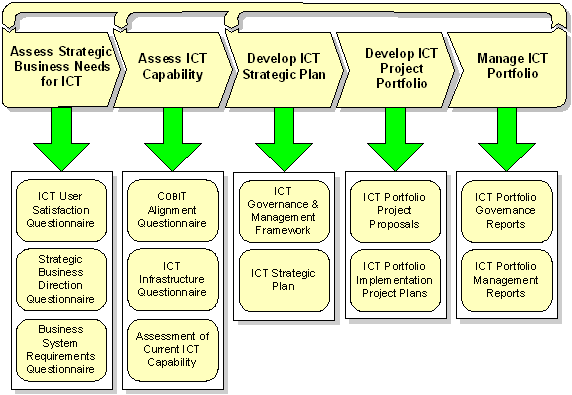 Assess Strategic
Business Needs
for ICT
Assess ICT
Capability
Develop ICT
Strategic Plan
Develop ICT
Project
Portfolio
Manage ICT
Portfolio
ICT User
Satisfaction
Questionnaire
Strategic
Business
Direction
Questionnaire
Business
System
Requirements
Questionnaire
COBIT
Alignment
Questionnaire
ICT
Infrastructure
Questionnaire
Assessment of
Current ICT
Capability
ICT
Governance &
Management
Framework
ICT Strategic
Plan
ICT Portfolio
Project
Proposals
ICT Portfolio
Implementation
Project Plans
ICT Portfolio
Governance
Reports
ICT Portfolio
Management
Reports